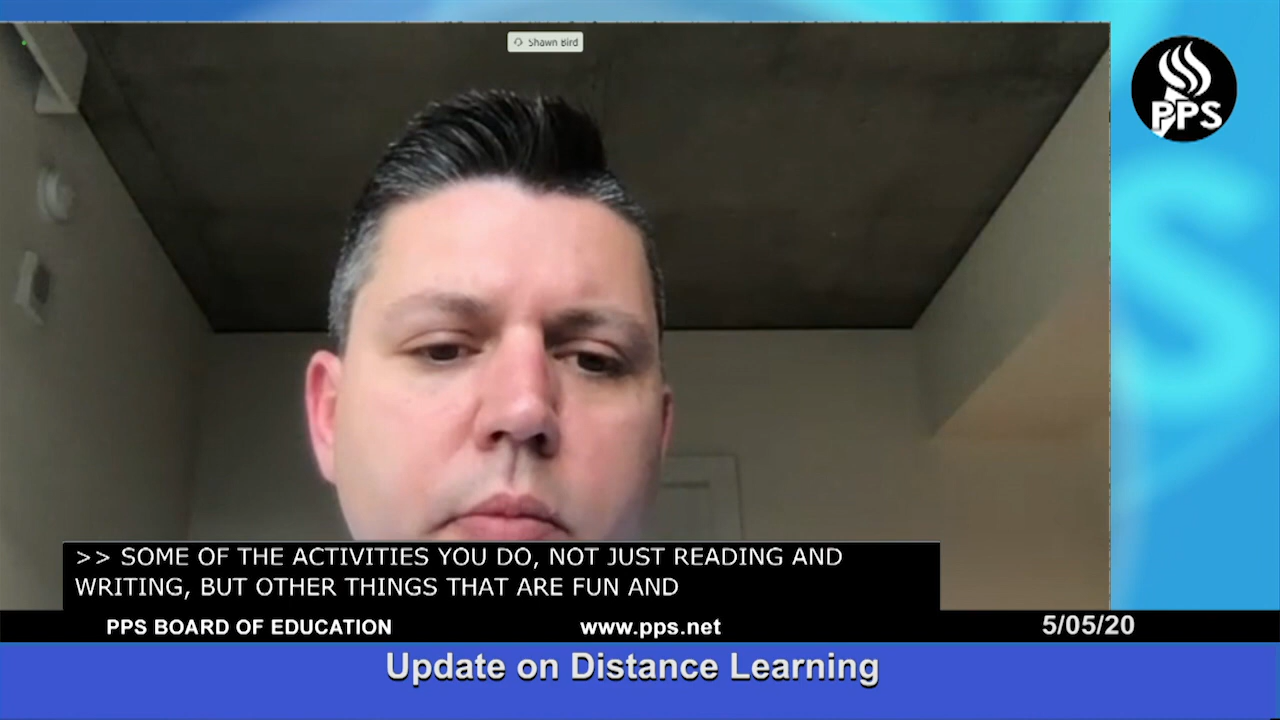 Shawn Bird
PPS
S
>> SOME OF THE ACTIVITIES YOU DO, NOT JUST READING AND
WRITING, BUT OTHER THINGS THAT ARE FUN AND
PPS BOARD OF EDUCATION www.pps.net 5/05/20
Update on Distance Learning